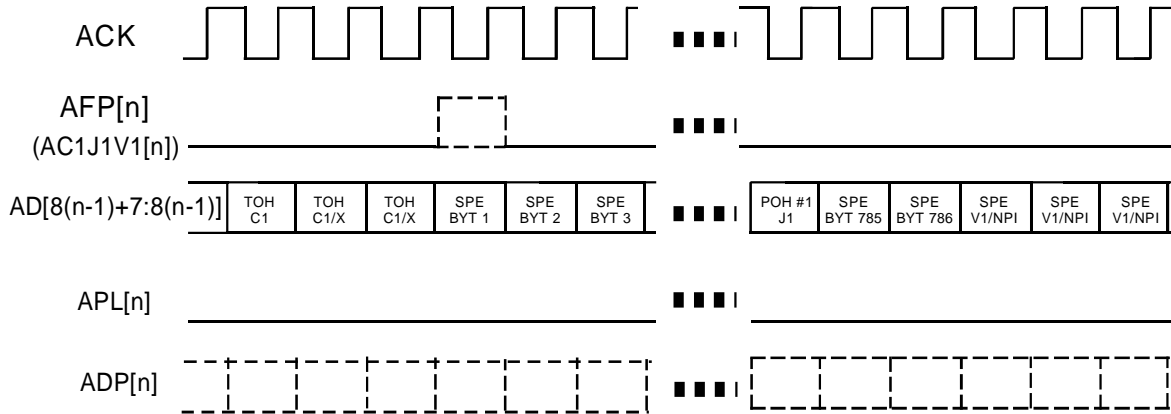 ACK
AFP[n]
(AC1J1V1[n])
AD[8(n-1)+7:8(n-1)]
TOH
C1
TOH
C1/X
TOH
C1/X
SPE
BYT 1
SPE
BYT 2
SPE
BYT 3
POH #1
J1
SPE
BYT 785
SPE
BYT 786
SPE
V1/NPI
SPE
V1/NPI
SPE
V1/NPI
APL[n]
ADP[n]